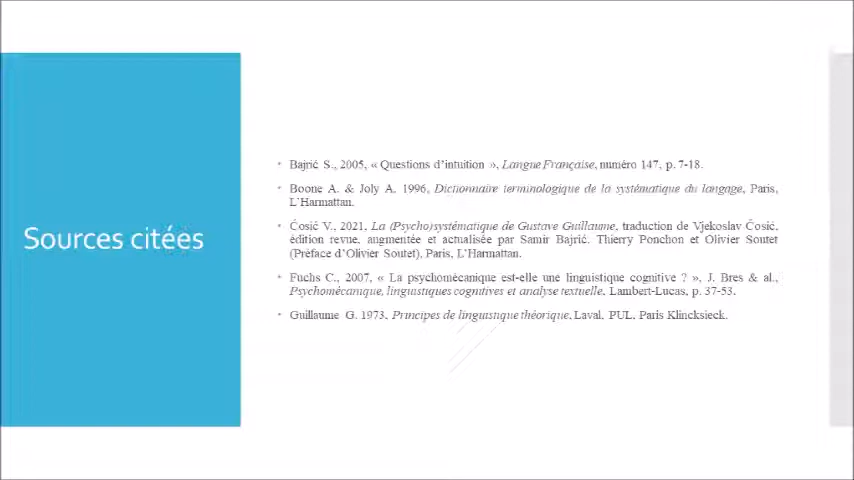 Sources citées
Bajrić S., 2005, « Questions d'intuition », Langue Française, numéro 147, p. 7-18.
Boone A. & Joly A. 1996, Dictionnaire terminologique de la systématique du langage, Paris,
L'Harmattan.
Ćosić V., 2021, La (Psycho)systématique de Gustave Guillaume, traduction de Vjekoslav Ćosić,
édition revue, augmentée et actualisée par Samir Bajrić, Thierry Ponchon et Olivier Soutet
(Préface d'Olivier Soutet), Paris, L'Harmattan.
Fuchs C., 2007, « La psychomécanique est-elle une linguistique cognitive ? », J. Bres & al.,
Psychomécanique, linguistiques cognitives et analyse textuelle, Lambert-Lucas, p. 37-53.
Guillaume G. 1973, Principes de linguistique théorique, Laval, PUL, Paris Klincksieck.